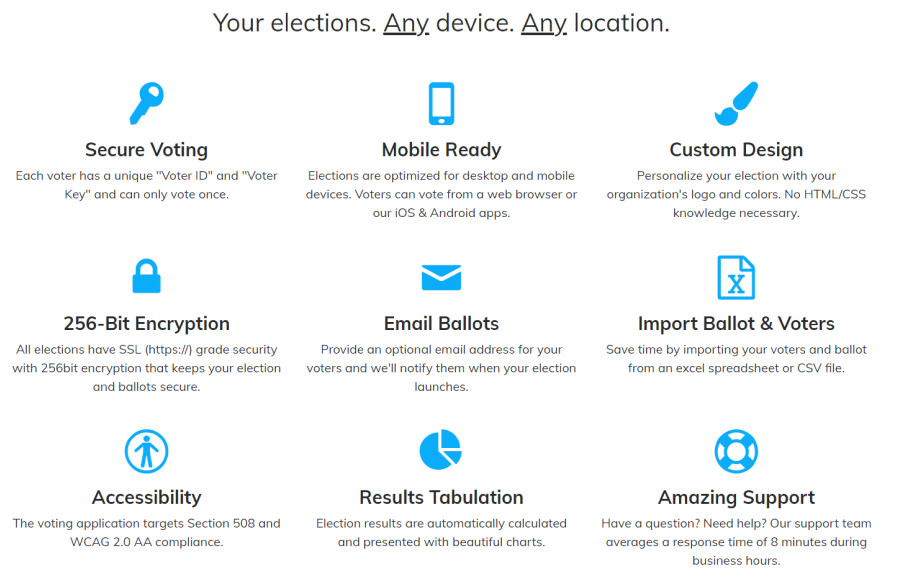 Your elections. Any device. Any location.
Secure Voting
Each voter has a unique "Voter ID" and "Voter
Key" and can only vote once.
Mobile Ready
Elections are optimized for desktop and mobile
devices. Voters can vote from a web browser or
our iOS & Android apps.
Custom Design
Personalize your election with your
organization's logo and colors. No HTML/CSS
knowledge necessary.
256-Bit Encryption
All elections have SSL (https://) grade security
with 256bit encryption that keeps your election
and ballots secure.
Email Ballots
Provide an optional email address for your
voters and we'll notify them when your election
launches.
X
Import Ballot & Voters
Save time by importing your voters and ballot
from an excel spreadsheet or CSV file.
Accessibility
The voting application targets Section 508 and
WCAG 2.0 AA compliance.
Results Tabulation
Election results are automatically calculated
and presented with beautiful charts.
Amazing Support
Have a question? Need help? Our support team
averages a response time of 8 minutes during
business hours.